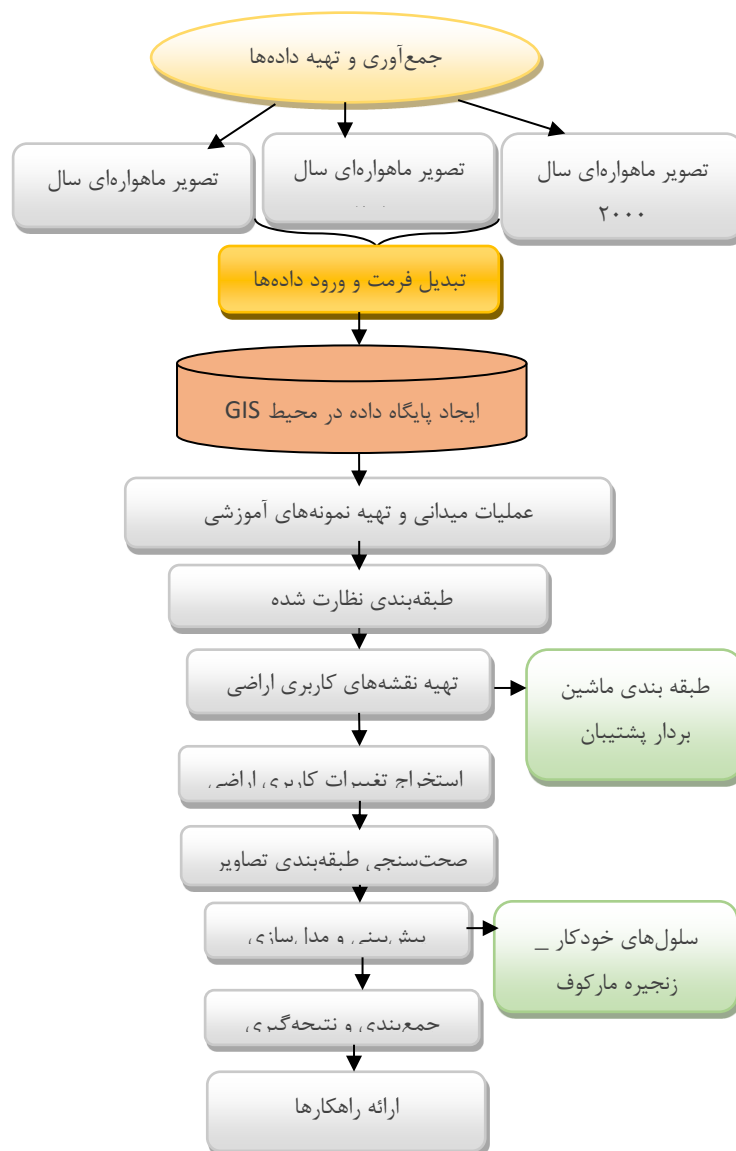 جمع‌آوری و تهیه داده‌ها
تصویر ماهواره‌ای سال
۲۰۰۰
تصویر ماهواره‌ای سال
تصویر ماهواره‌ای سال
تبدیل فرمت و ورود داده‌ها
ایجاد پایگاه داده در محیط GIS
عملیات میدانی و تهیه نمونه‌های آموزشی
طبقه‌بندی نظارت شده
تهیه نقشه‌های کاربری اراضی
طبقه بندی ماشین
بردار پشتیبان
استخراج تغییرات کاربری اراضی
صحت‌سنجی طبقه‌بندی تصاویر
پیش‌بینی و مدل‌سازی
سلول‌های خودکار _
زنجیره مارکوف
جمع‌بندی و نتیجه‌گیری
ارائه راهکارها